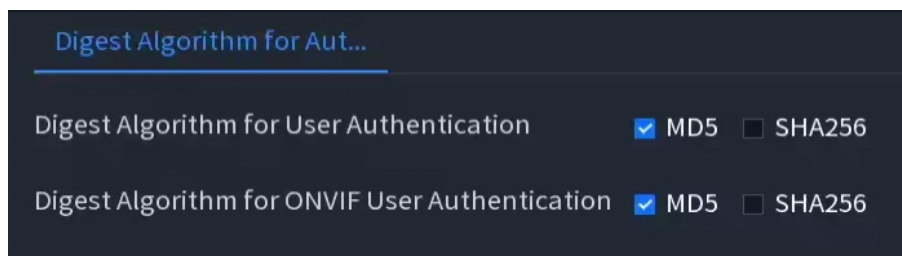 Digest Algorithm for Aut...
Digest Algorithm for User Authentication MD5 SHA256
Digest Algorithm for ONVIF User Authentication MD5 SHA256